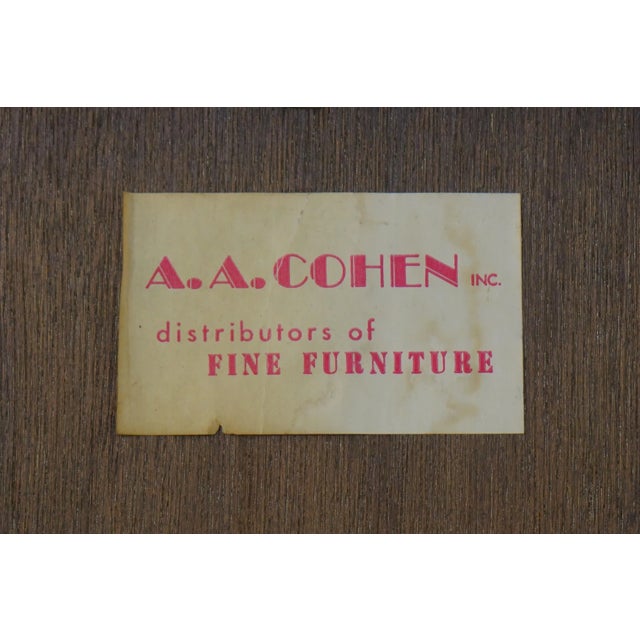 A. A. COHEN INC.
distributors of
FINE FURNITURE